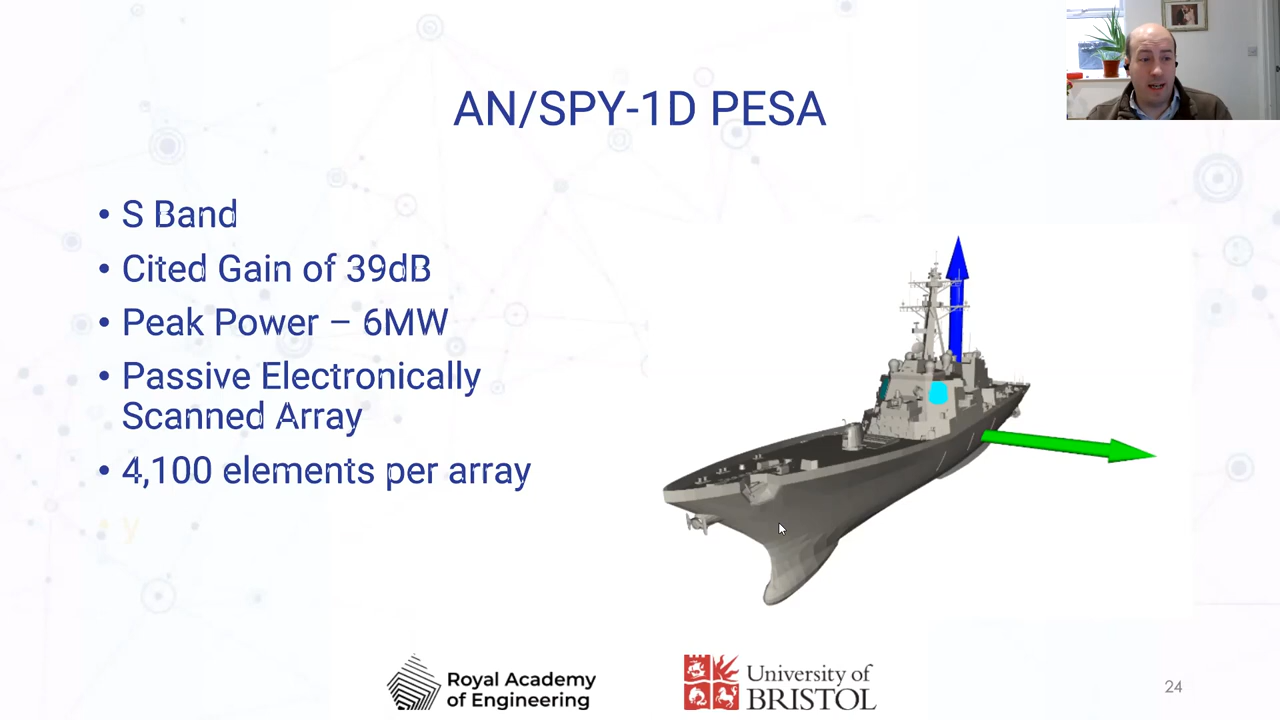 AN/SPY-1D PESA
• S Band
• Cited Gain of 39dB
• Peak Power – 6MW
• Passive Electronically
Scanned Array
• 4,100 elements per array
• y
Royal Academy
of Engineering
University of
BRISTOL
24